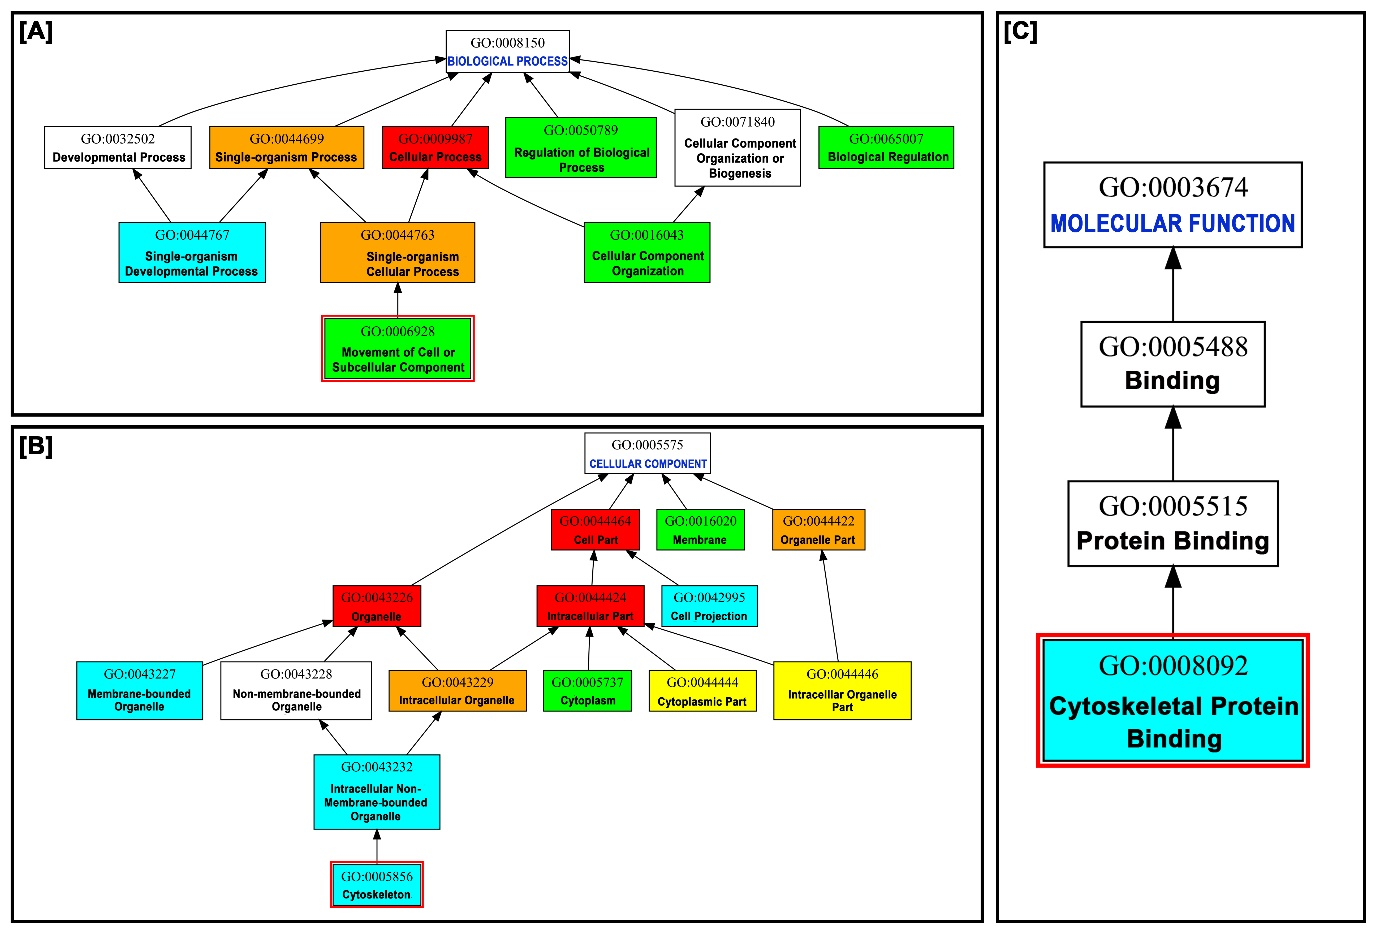 [A]
GO:0008150
BIOLOGICAL PROCESS
GO:0032502
Developmental Process
GO:0044699
Single-organism Process
GO:0009987
Cellular Process
GO:0050789
Regulation of Biological
Process
GO:0071840
Cellular Component
Organization or
Biogenesis
GO:0065007
Biological Regulation
GO:0044767
Single-organism
Developmental Process
GO:0044763
Single-organism
Cellular Process
GO:0016043
Cellular Component
Organization
GO:0006928
Movement of Cell or
Subcellular Component
[B]
GO:0005575
CELLULAR COMPONENT
GO:0044464
Cell Part
GO:0016020
Membrane
GO:0044422
Organelle Part
GO:0043226
Organelle
GO:0044424
Intracellular Part
GO:0042995
Cell Projection
GO:0043227
Membrane-bounded
Organelle
GO:0043228
Non-membrane-bounded
Organelle
GO:0043229
Intracellular Organelle
GO:0005737
Cytoplasm
GO:0044444
Cytoplasmic Part
GO:0044446
Intracelllar Organelle
Part
GO:0043232
Intracellular Non-
Membrane-bounded
Organelle
GO:0005856
Cytoskeleton
[C]
GO:0003674
MOLECULAR FUNCTION
GO:0005488
Binding
GO:0005515
Protein Binding
GO:0008092
Cytoskeletal Protein
Binding